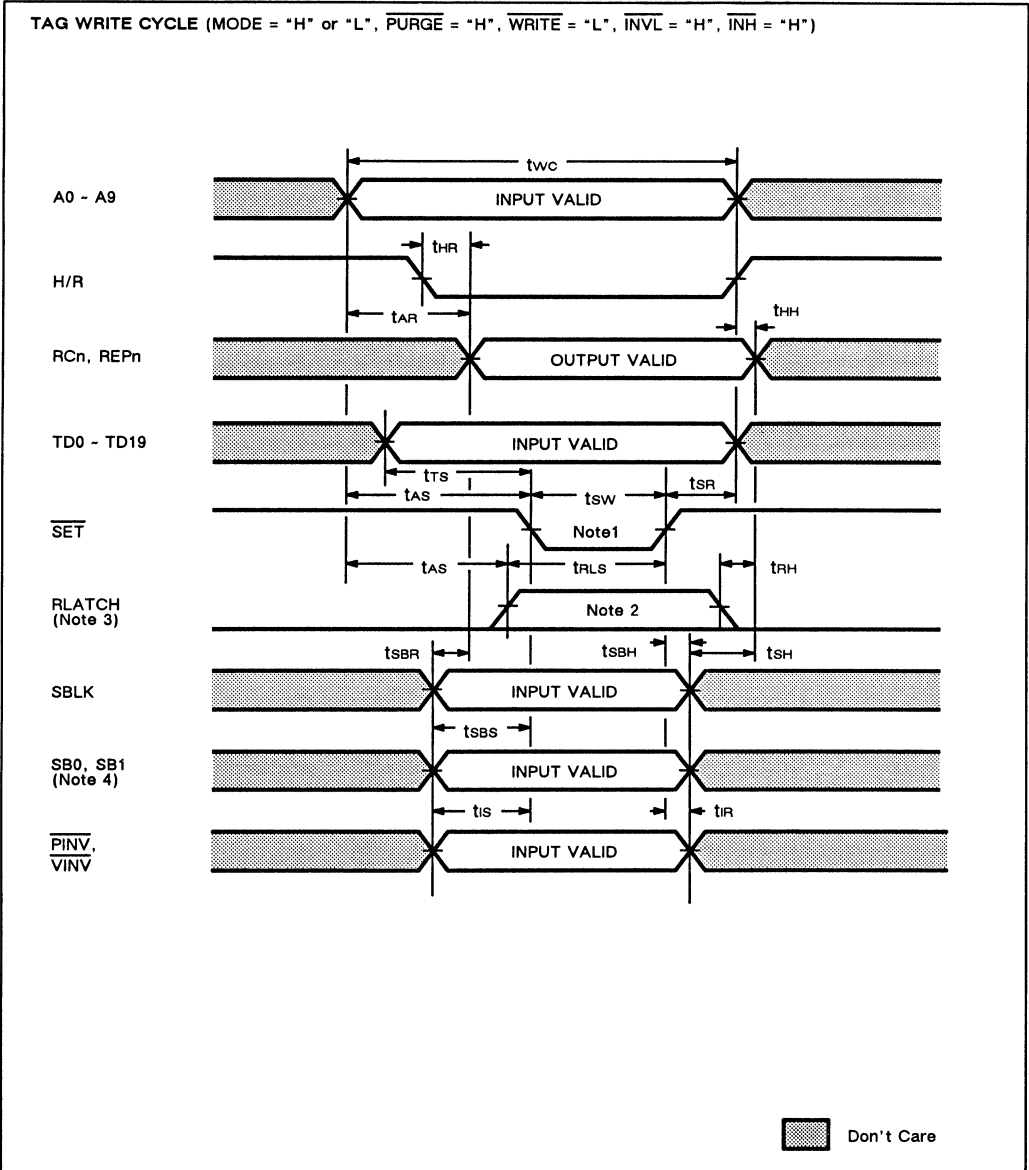 TAG WRITE CYCLE (MODE = "H" or "L", PURGE = "H", WRITE = "L", INVL = "H", INH = "H")
tWC
A0 ~ A9
INPUT VALID
tHR
H/R
tAR
tHH
RCn, REPn
OUTPUT VALID
TD0 ~ TD19
INPUT VALID
tTS
tAS
tSW
tSR
SET
Note1
tAS
tRLS
tRH
RLATCH
(Note 3)
Note 2
tSBR
tSBH
tSH
SBLK
INPUT VALID
tSBS
SB0, SB1
(Note 4)
INPUT VALID
tIS
tIR
PINV,
VINV
INPUT VALID
Don't Care